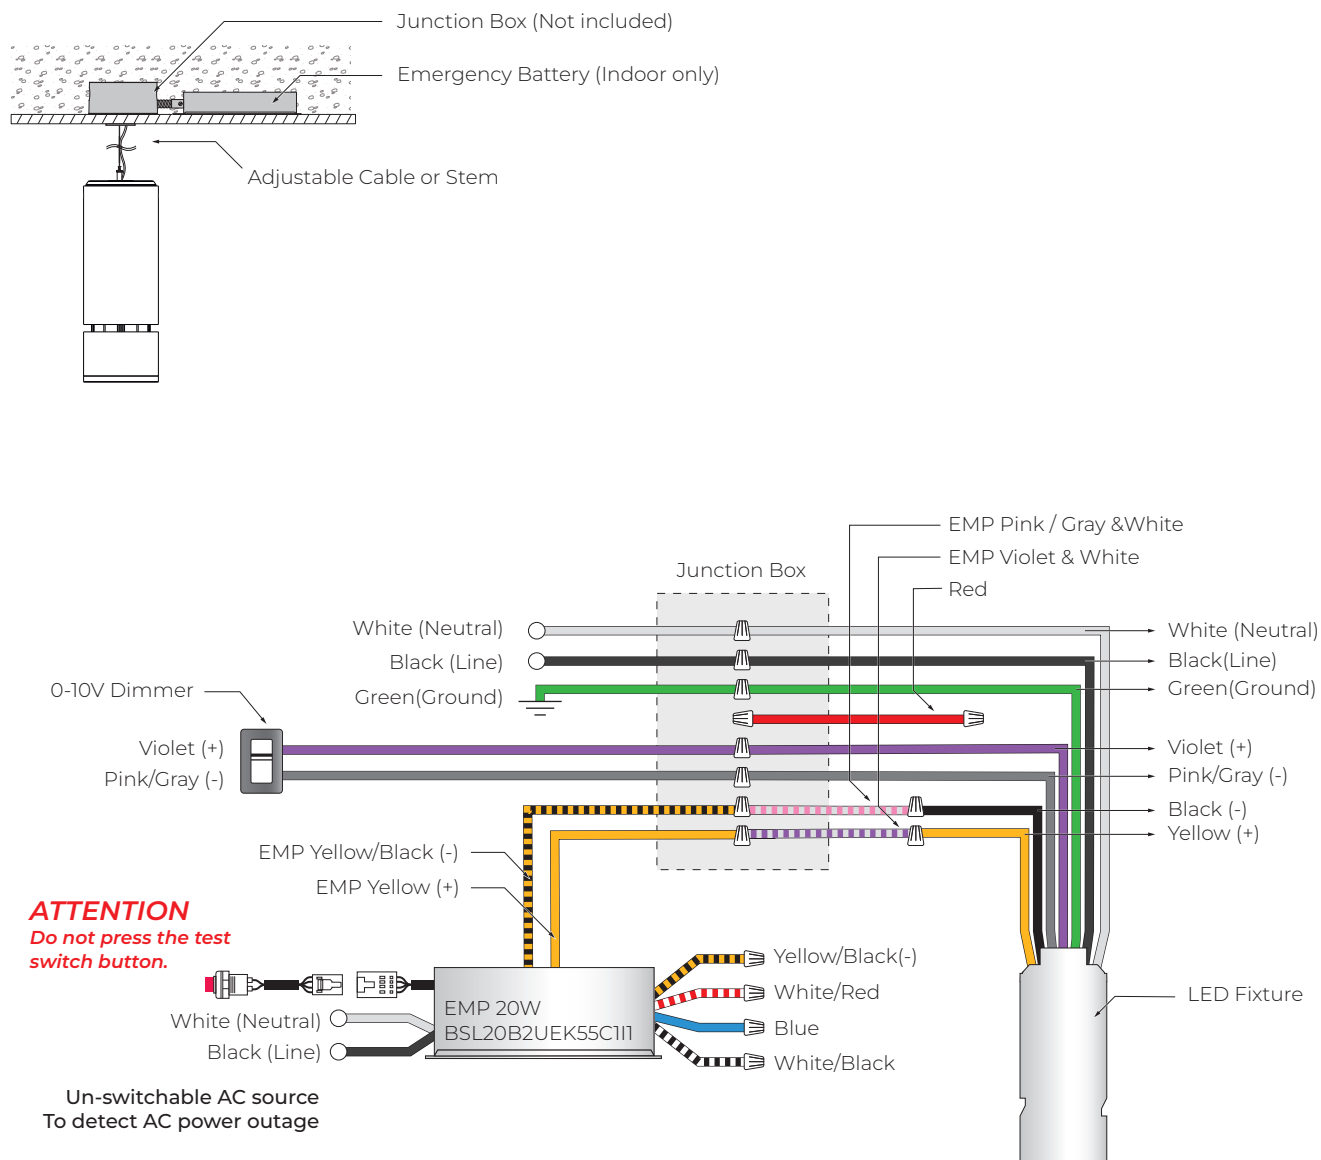 Junction Box (Not included)
Emergency Battery (Indoor only)
Adjustable Cable or Stem
EMP Pink / Gray &White
EMP Violet & White
Red
Junction Box
White (Neutral)
Black (Line)
Green(Ground)
White (Neutral)
Black(Line)
Green(Ground)
0-10V Dimmer
Violet (+)
Pink/Gray (-)
Violet (+)
Pink/Gray (-)
Black (-)
Yellow (+)
EMP Yellow/Black (-)
EMP Yellow (+)
ATTENTION
Do not press the test
switch button.
Yellow/Black(-)
White/Red
Blue
White/Black
EMP 20W
BSL20B2UEK55C1I1
White (Neutral)
Black (Line)
LED Fixture
Un-switchable AC source
To detect AC power outage